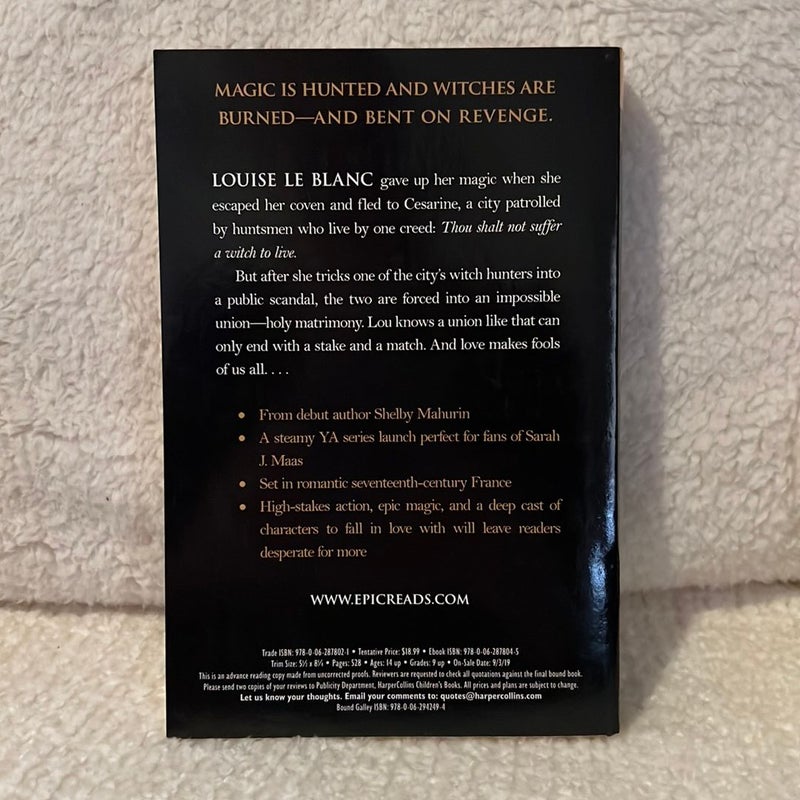 MAGIC IS HUNTED AND WITCHES ARE
BURNED—AND BENT ON REVENGE.
LOUISE LE BLANC gave up her magic when she
escaped her coven and fled to Cesarine, a city patrolled
by huntsmen who live by one creed: Thou shalt not suffer
a witch to live.
But after she tricks one of the city's witch hunters into
a public scandal, the two are forced into an impossible
union—holy matrimony. Lou knows a union like that can
only end with a stake and a match. And love makes fools
of us all. . . .
• From debut author Shelby Mahurin
• A steamy YA series launch perfect for fans of Sarah
J. Maas
• Set in romantic seventeenth-century France
• High-stakes action, epic magic, and a deep cast of
characters to fall in love with will leave readers
desperate for more
WWW.EPICREADS.COM
Trade ISBN: 978-0-06-287802-1 • Tentative Price: $18.99 • Ebook ISBN: 978-0-06-287804-5
Trim Size: 5½ x 8¼ • Pages: 528 • Ages: 14 up • Grades: 9 up • On-Sale Date: 9/3/19
This is an advance reading copy made from uncorrected proofs. Reviewers are requested to check all quotations against the final bound book.
Please send two copies of your reviews to Publicity Department, HarperCollins Children's Books. All prices and plans are subject to change.
Let us know your thoughts. Email your comments to: quotes@harpercollins.com
Bound Galley ISBN: 978-0-06-294249-4